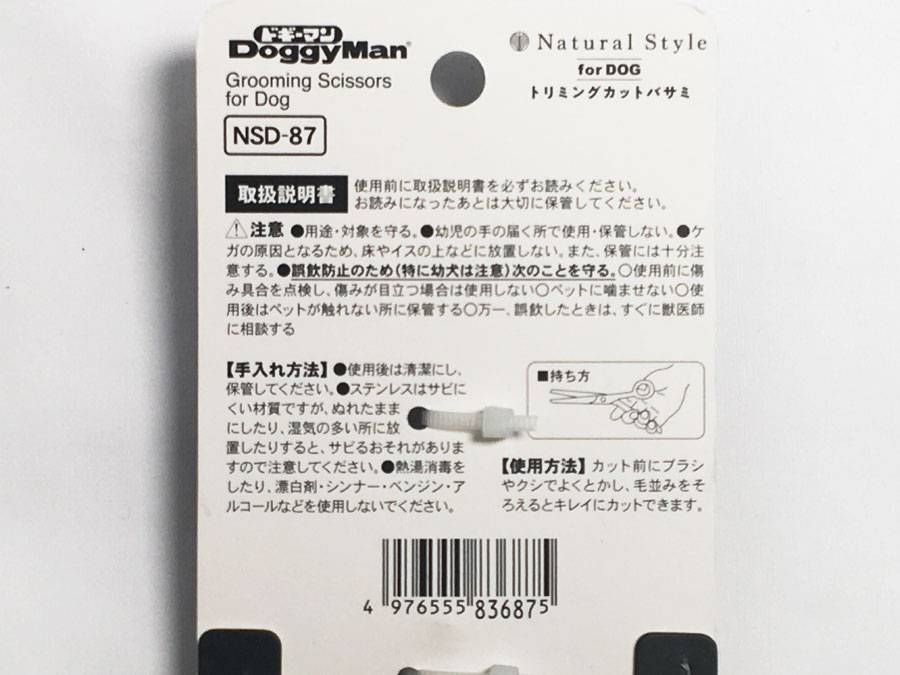 ドギーマン
DoggyMan®
Grooming Scissors
for Dog
NSD-87
Natural Style
for DOG
トリミングカットバサミ
取扱説明書
使用前に取扱説明書を必ずお読みください。
お読みになったあとは大切に保管してください。
注意 ●用途・対象を守る。●幼児の手の届く所で使用・保管しない。●ケ
ガの原因となるため、床やイスの上などに放置しない。また、保管には十分注
意する。●誤飲防止のため(特に幼犬は注意)次のことを守る。○使用前に傷
み具合を点検し、傷みが目立つ場合は使用しない○ペットに噛ませない○使
用後はペットが触れない所に保管する○万一、誤飲したときは、すぐに獣医師
に相談する
【手入れ方法】●使用後は清潔にし、
保管してください。●ステンレスはサビに
くい材質ですが、ぬれたまま
にしたり、湿気の多い所に放
置したりすると、サビるおそれがありま
すので注意してください。●熱湯消毒を
したり、漂白剤・シンナー・ベンジン・ア
ルコールなどを使用しないでください。
■持ち方
【使用方法】カット前にブラシ
やクシでよくとかし、毛並みをそ
ろえるとキレイにカットできます。
4 976555 836875